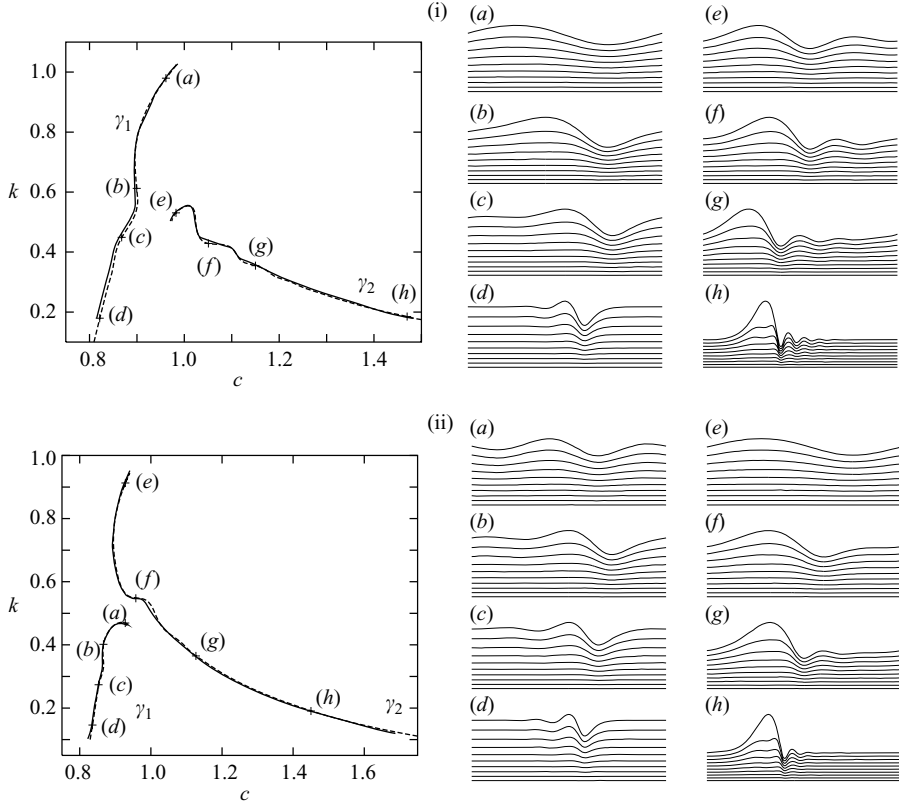 (i)
(a)
(e)
1.0
(a)
0.8
γ1
(b)
(f)
k
0.6
(b)
(e)
(c)
(g)
(c)
(g)
0.4
(f)
γ2
(d)
(h)
0.2
(d)
(h)
0.8 1.0 1.2 1.4
c
(ii)
(a)
(e)
1.0
(e)
0.8
(b)
(f)
k
0.6
(f)
(a)
(c)
(g)
0.4
(b)
(g)
(c)
(h)
0.2
(d)
γ1
γ2
(d)
(h)
0.8 1.0 1.2 1.4 1.6
c